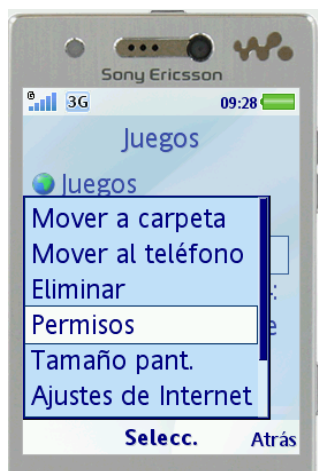 Sony Ericsson
G 3G 09:28
Juegos
Juegos
Mover a carpeta
Mover al teléfono
Eliminar
Permisos
Tamaño pant.
Ajustes de Internet
Selecc. Atrás